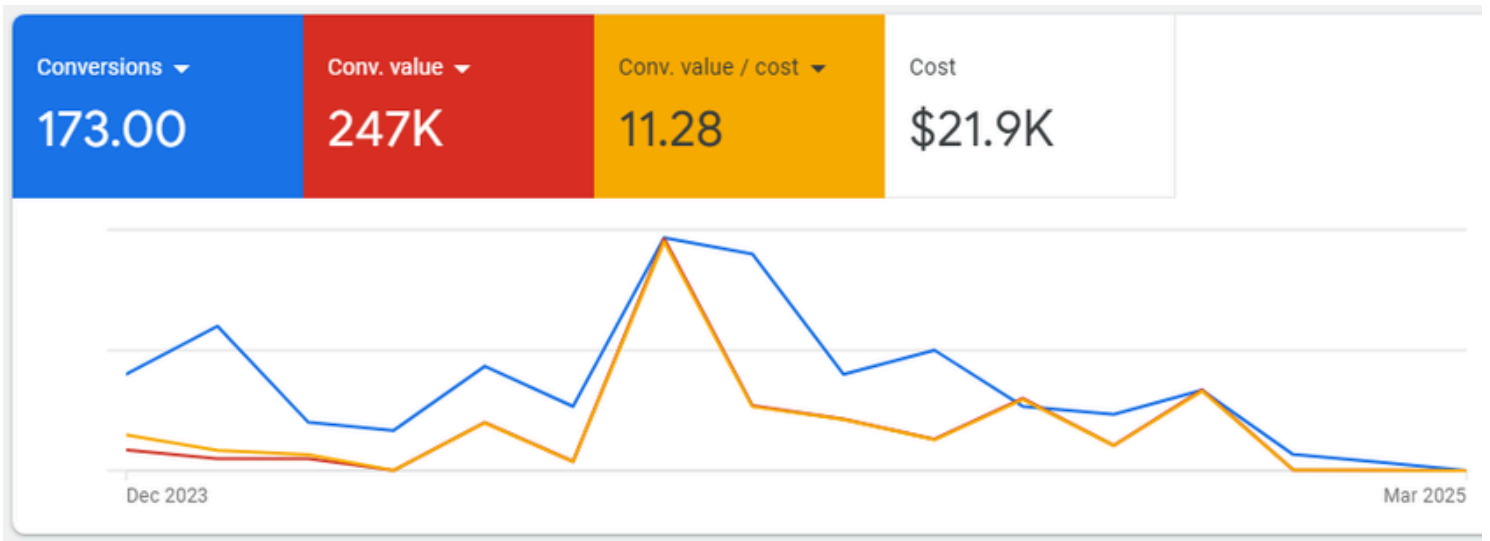 Conversions
173.00
Conv. value
247K
Conv. value / cost
11.28
Cost
$21.9K
Dec 2023
Mar 2025